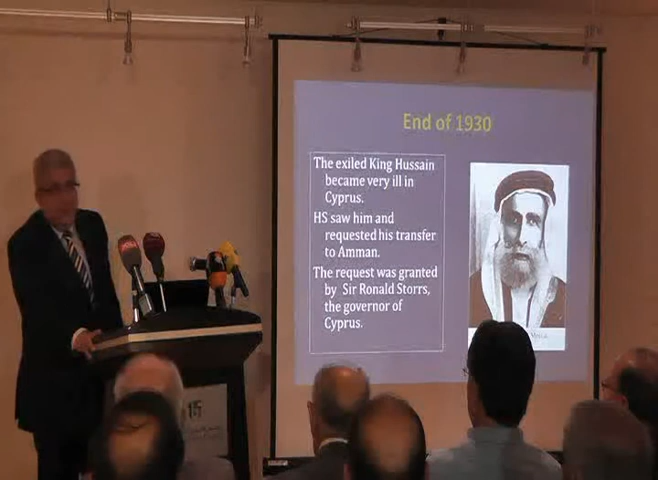 End of 1930
The exiled King Hussain
became very ill in
Cyprus.
HS saw him and
requested his transfer
to Amman.
The request was granted
by Sir Ronald Storrs,
the governor of
Cyprus.
15